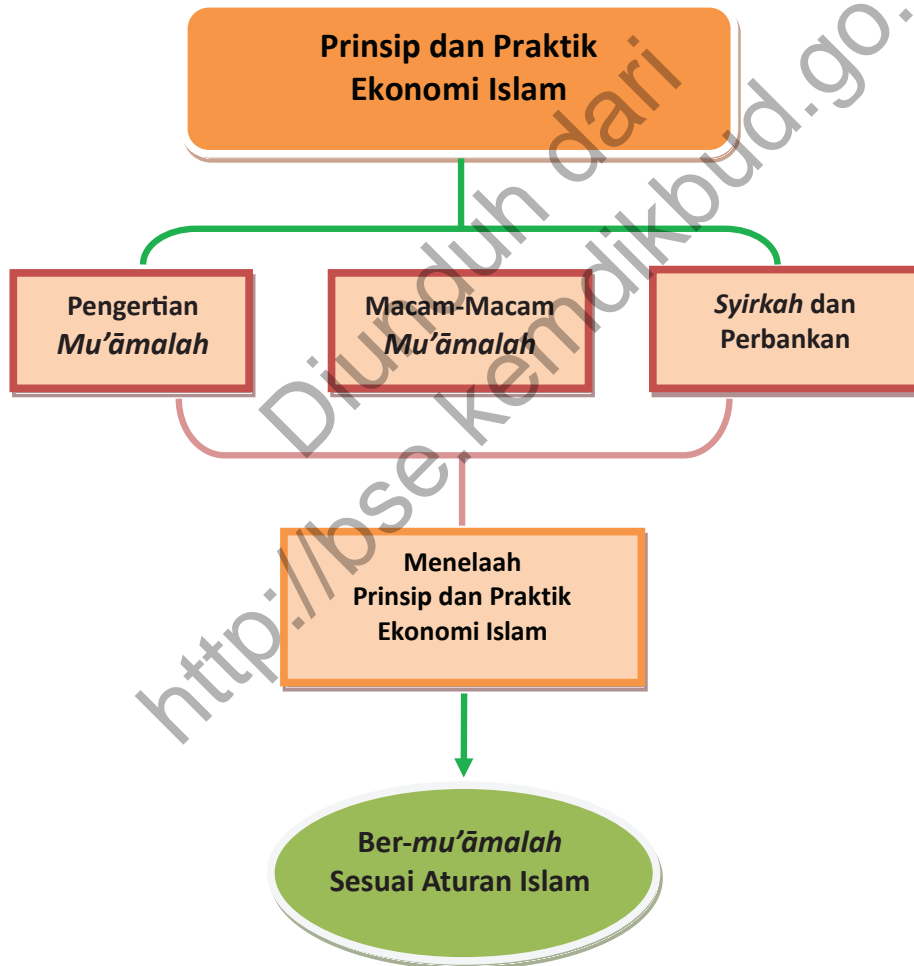 Prinsip dan Praktik
Ekonomi Islam
Pengertian
Mu’āmalah
Macam-Macam
Mu’āmalah
Syirkah dan
Perbankan
Menelaah
Prinsip dan Praktik
Ekonomi Islam
Ber-mu’āmalah
Sesuai Aturan Islam
Diunduh dari
http://bse.kemdikbud.go.